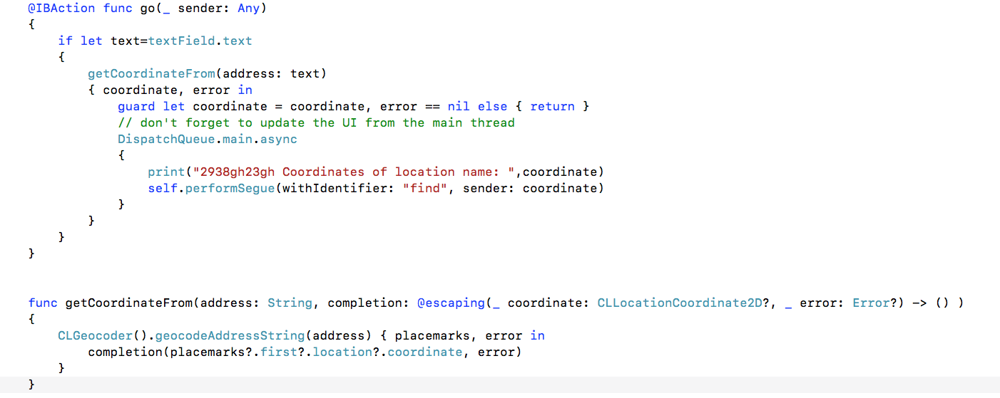 @IBAction func go(_ sender: Any)
{
if let text=textField.text
{
getCoordinateFrom(address: text)
{ coordinate, error in
guard let coordinate = coordinate, error == nil else { return }
// don't forget to update the UI from the main thread
DispatchQueue.main.async
{
print("2938gh23gh Coordinates of location name: ",coordinate)
self.performSegue(withIdentifier: "find", sender: coordinate)
}
}
}
}
func getCoordinateFrom(address: String, completion: @escaping(_ coordinate: CLLocationCoordinate2D?, _ error: Error?) -> () )
{
CLGeocoder().geocodeAddressString(address) { placemarks, error in
completion(placemarks?.first?.location?.coordinate, error)
}
}